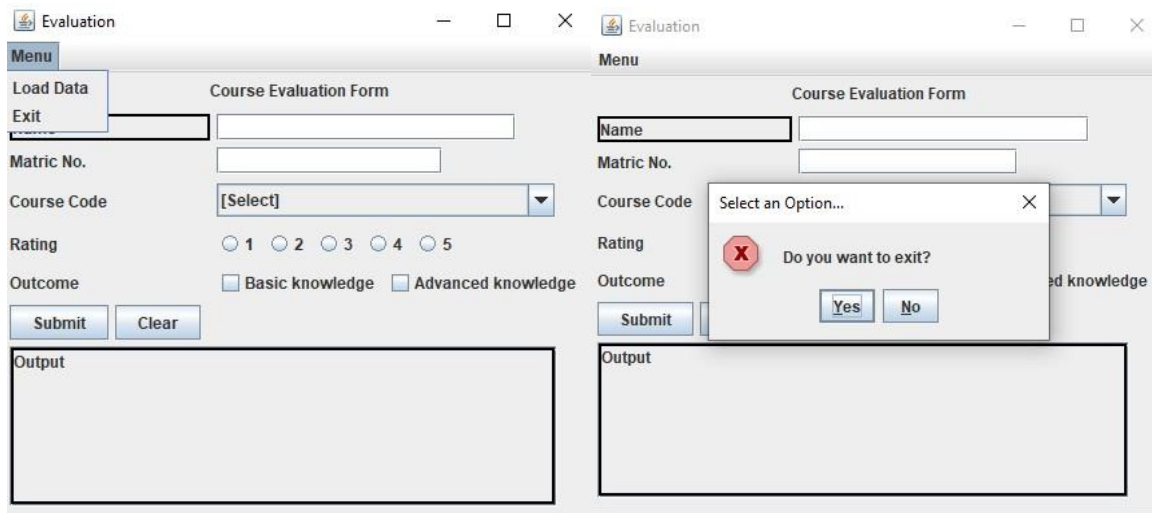 Evaluation
Menu
Load Data
Exit
Course Evaluation Form
Matric No.
Course Code
[Select]
Rating
1 2 3 4 5
Outcome
Basic knowledge Advanced knowledge
Submit Clear
Output
Evaluation
Menu
Course Evaluation Form
Name
Matric No.
Course Code
Select an Option...
Rating
Do you want to exit?
Outcome
knowledge
Yes No
Submit
Output